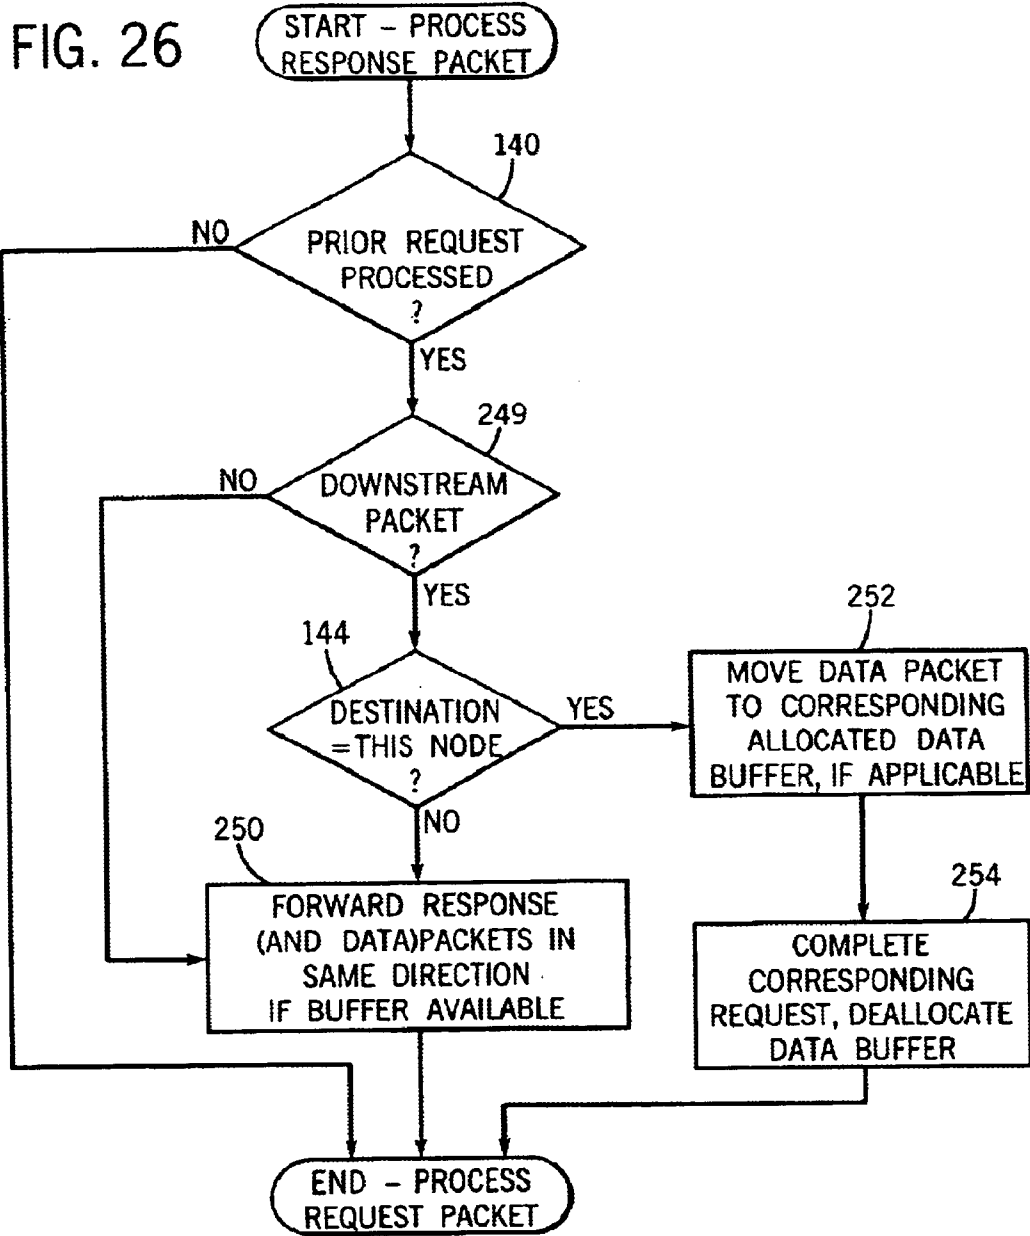 FIG. 26
START - PROCESS
RESPONSE PACKET
140
NO
PRIOR REQUEST
PROCESSED
?
YES
249
NO
DOWNSTREAM
PACKET
?
YES
144
DESTINATION
=THIS NODE
?
YES
NO
252
MOVE DATA PACKET
TO CORRESPONDING
ALLOCATED DATA
BUFFER, IF APPLICABLE
250
FORWARD RESPONSE
(AND DATA)PACKETS IN
SAME DIRECTION
IF BUFFER AVAILABLE
254
COMPLETE
CORRESPONDING
REQUEST, DEALLOCATE
DATA BUFFER
END - PROCESS
REQUEST PACKET